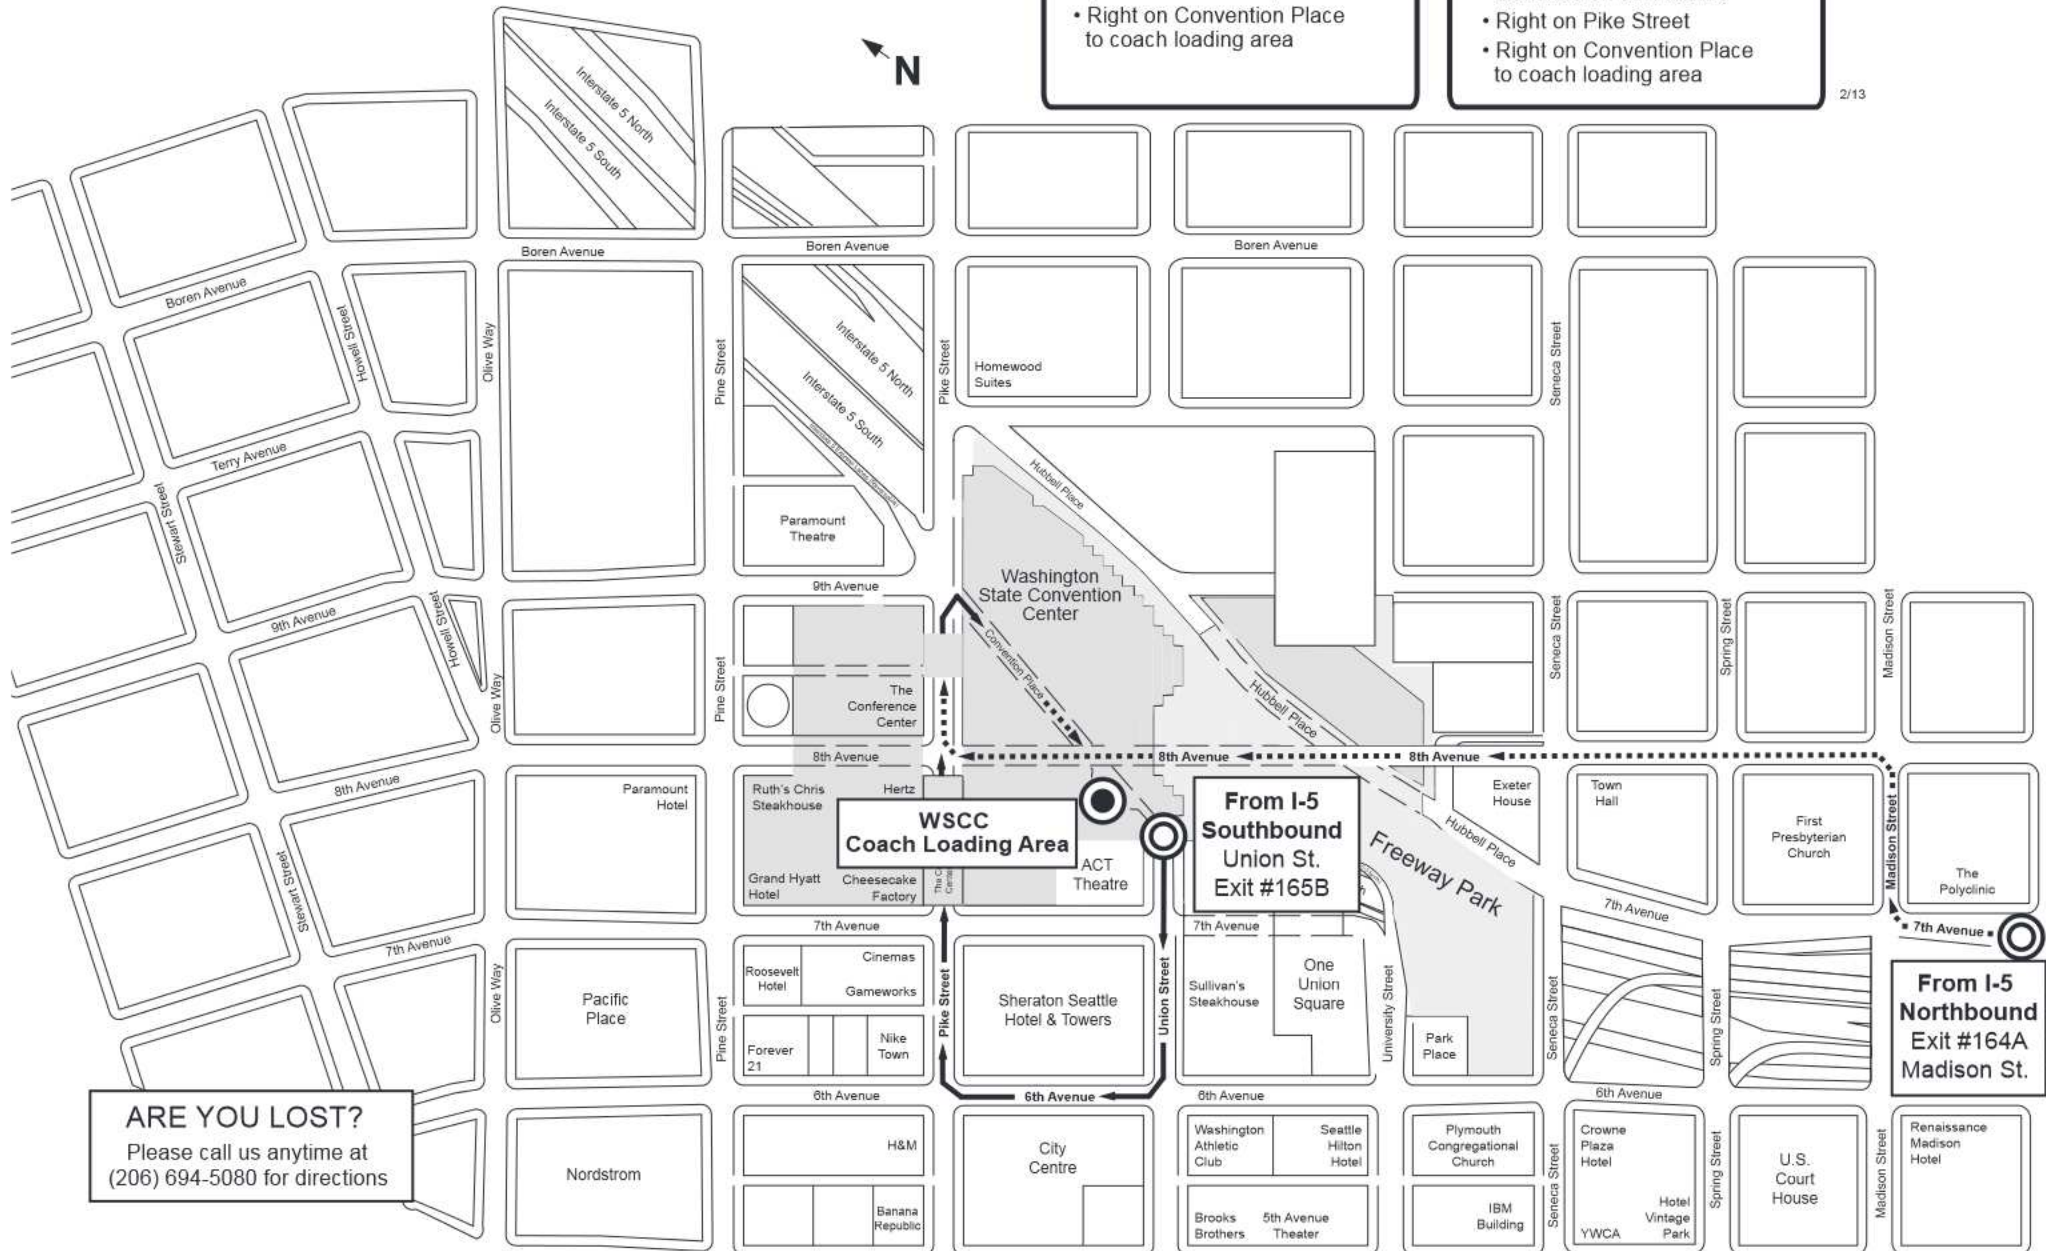 • Right on Convention Place
to coach loading area
• Right on Pike Street
• Right on Convention Place
to coach loading area
2/13
N
Interstate 5 North
Interstate 5 South
Boren Avenue
Boren Avenue
Boren Avenue
Boren Avenue
Howell Street
Olive Way
Pine Street
Interstate 5 North
Interstate 5 South
Pike Street
Homewood
Suites
Seneca Street
Terry Avenue
Stewart Street
Hubbell Place
Paramount
Theatre
Washington
State Convention
Center
9th Avenue
9th Avenue
Howell Street
Olive Way
Pine Street
Convention Place
The
Conference
Center
Hubbell Place
Seneca Street
Spring Street
Madison Street
8th Avenue
8th Avenue
8th Avenue
8th Avenue
Paramount
Hotel
Ruth's Chris
Steakhouse
Hertz
WSCC
Coach Loading Area
Grand Hyatt
Hotel
Cheesecake
Factory
ACT
Theatre
From I-5
Southbound
Union St.
Exit #165B
Hubbell Place
Freeway Park
Exeter
House
Town
Hall
First
Presbyterian
Church
Madison Street
The
Polyclinic
Stewart Street
7th Avenue
7th Avenue
7th Avenue
7th Avenue
7th Avenue
From I-5
Northbound
Exit #164A
Madison St.
Olive Way
Pacific
Place
Pine Street
Roosevelt
Hotel
Cinemas
Gameworks
Forever
21
Nike
Town
Pike Street
Sheraton Seattle
Hotel & Towers
Union Street
Sullivan's
Steakhouse
One
Union
Square
University Street
Park
Place
Seneca Street
Spring Street
6th Avenue
6th Avenue
6th Avenue
6th Avenue
ARE YOU LOST?
Please call us anytime at
(206) 694-5080 for directions
Nordstrom
H&M
Banana
Republic
City
Centre
Washington
Athletic
Club
Seattle
Hilton
Hotel
Brooks
Brothers
5th Avenue
Theater
Plymouth
Congregational
Church
IBM
Building
Seneca Street
Crowne
Plaza
Hotel
Hotel
Vintage
Park
YWCA
Spring Street
U.S.
Court
House
Madison Street
Renaissance
Madison
Hotel